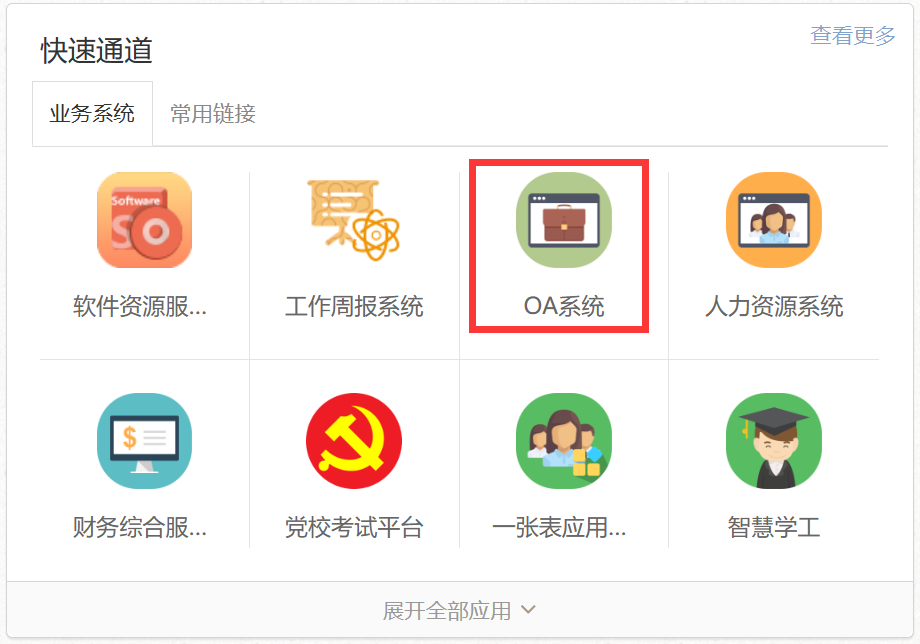 快速通道
查看更多
业务系统
常用链接
Software
SO
软件资源服...
工作周报系统
OA系统
人力资源系统
$
财务综合服...
党校考试平台
一张表应用...
智慧学工
展开全部应用